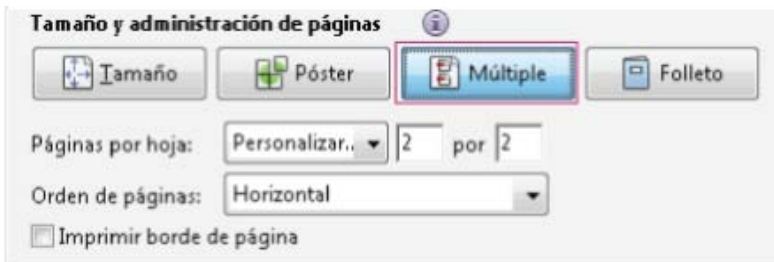 Tamaño y administración de páginas
Tamaño Póster Múltiple Folleto
Páginas por hoja: Personalizar.. 2 por 2
Orden de páginas: Horizontal
Imprimir borde de página